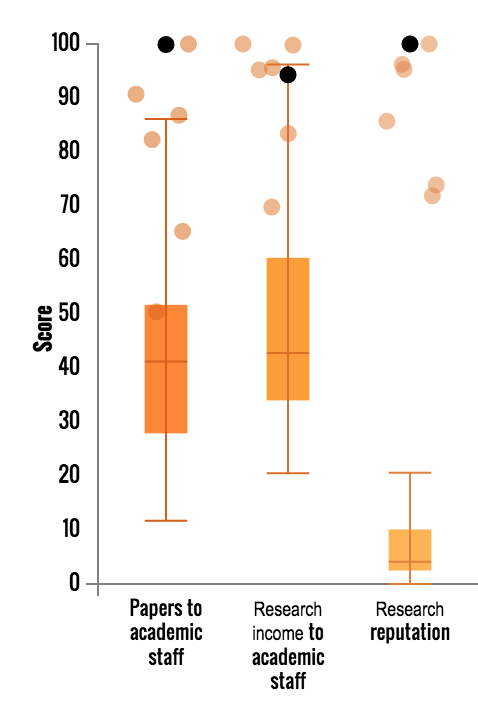 100
90
80
70
60
50
40
30
20
10
0
Score
Papers to
academic
staff
Research
income to
academic
staff
Research
reputation